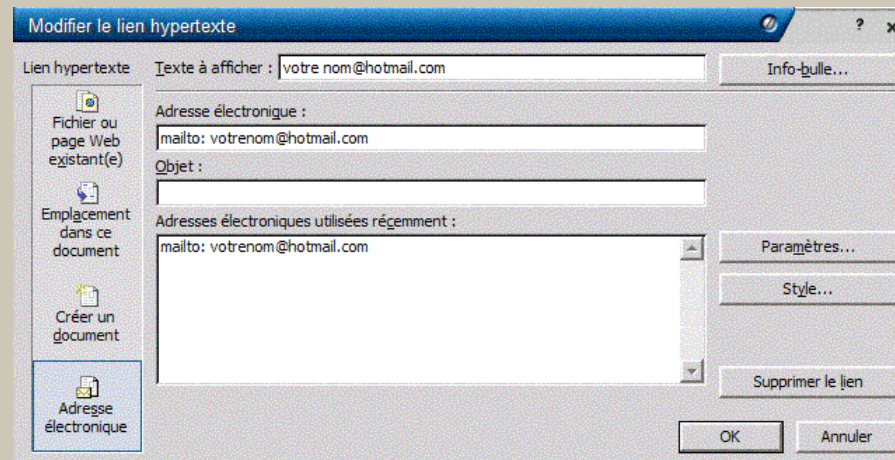 Modifier le lien hypertexte
?
Lien hypertexte
Texte à afficher : votre nom@hotmail.com
Info-bulle...
Fichier ou
page Web
existant(e)
Emplacement
dans ce
document
Créer un
document
Adresse
électronique
Adresse électronique :
mailto: votrenom@hotmail.com
Objet :
Adresses électroniques utilisées récemment :
mailto: votrenom@hotmail.com
Paramètres...
Style...
Supprimer le lien
OK
Annuler